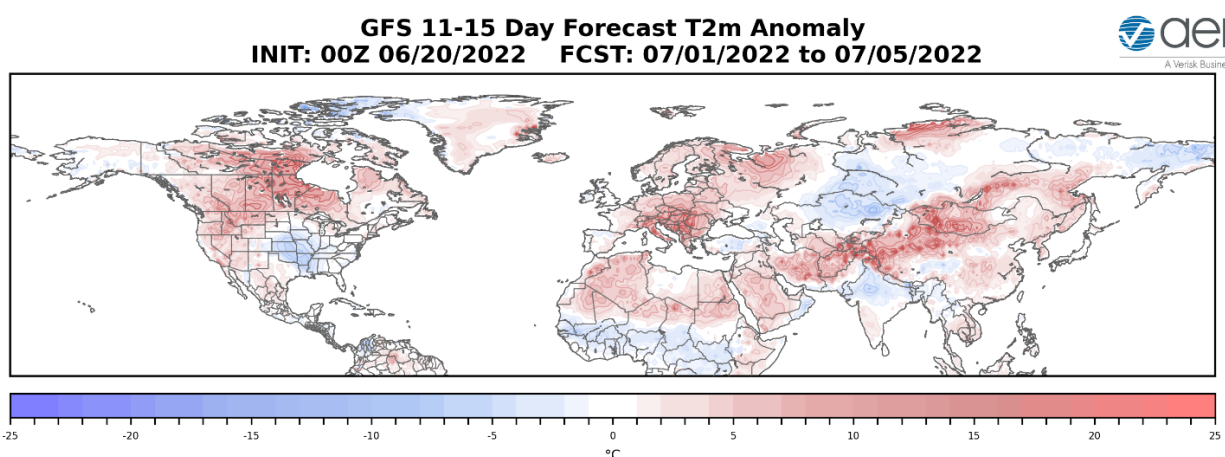 GFS 11-15 Day Forecast T2m Anomaly
INIT: 00Z 06/20/2022 FCST: 07/01/2022 to 07/05/2022
aer
A Verisk Busine
-25 -20 -15 -10 -5 0 5 10 15 20 25
°C